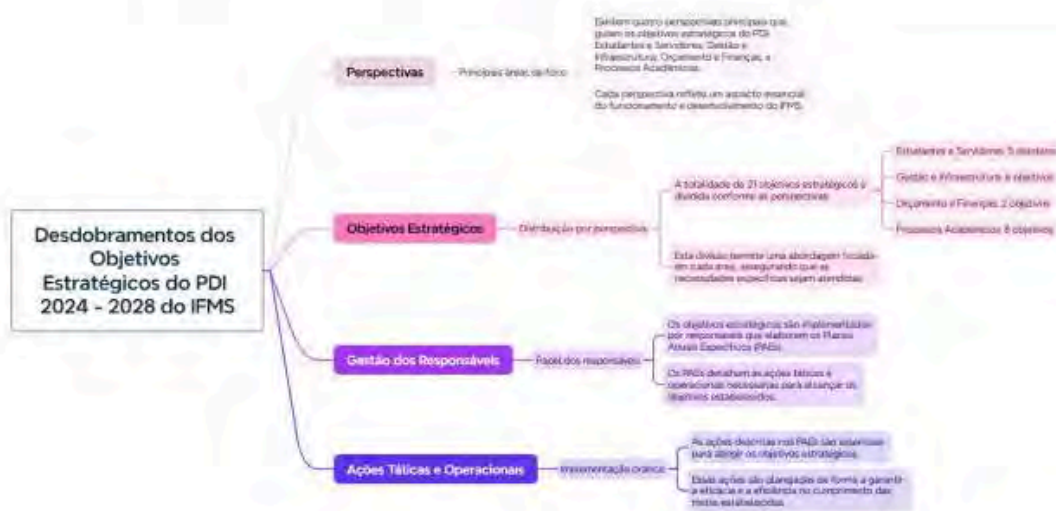 Desdobramentos dos
Objetivos
Estratégicos do PDI
2024 - 2028 do IFMS
Perspectivas
Principais áreas de foco
Existem quatro perspectivas principais que
guiam os objetivos estratégicos do PDI:
Estudantes e Servidores, Gestão e
Infraestrutura, Orçamento e Finanças, e
Processos Acadêmicos.
Cada perspectiva reflete um aspecto essencial
do funcionamento e desenvolvimento do IFMS.
Objetivos Estratégicos
Distribuição por perspectiva
A totalidade de 21 objetivos estratégicos é
dividida conforme as perspectivas
Estudantes e Servidores: 5 objetivos
Gestão e Infraestrutura: 6 objetivos
Orçamento e Finanças: 2 objetivos
Processos Acadêmicos: 8 objetivos
Esta divisão permite uma abordagem focada
em cada área, assegurando que as
necessidades específicas sejam atendidas.
Gestão dos Responsáveis
Papel dos responsáveis
Os objetivos estratégicos são implementados
por responsáveis que elaboram os Planos
Anuais Específicos (PAEs).
Os PAEs detalham as ações táticas e
operacionais necessárias para alcançar os
objetivos estabelecidos.
Ações Táticas e Operacionais
Implementação prática
As ações descritas nos PAEs são essenciais
para atingir os objetivos estratégicos.
Essas ações são planejadas de forma a garantir
a eficácia e a eficiência no cumprimento das
metas estabelecidas.